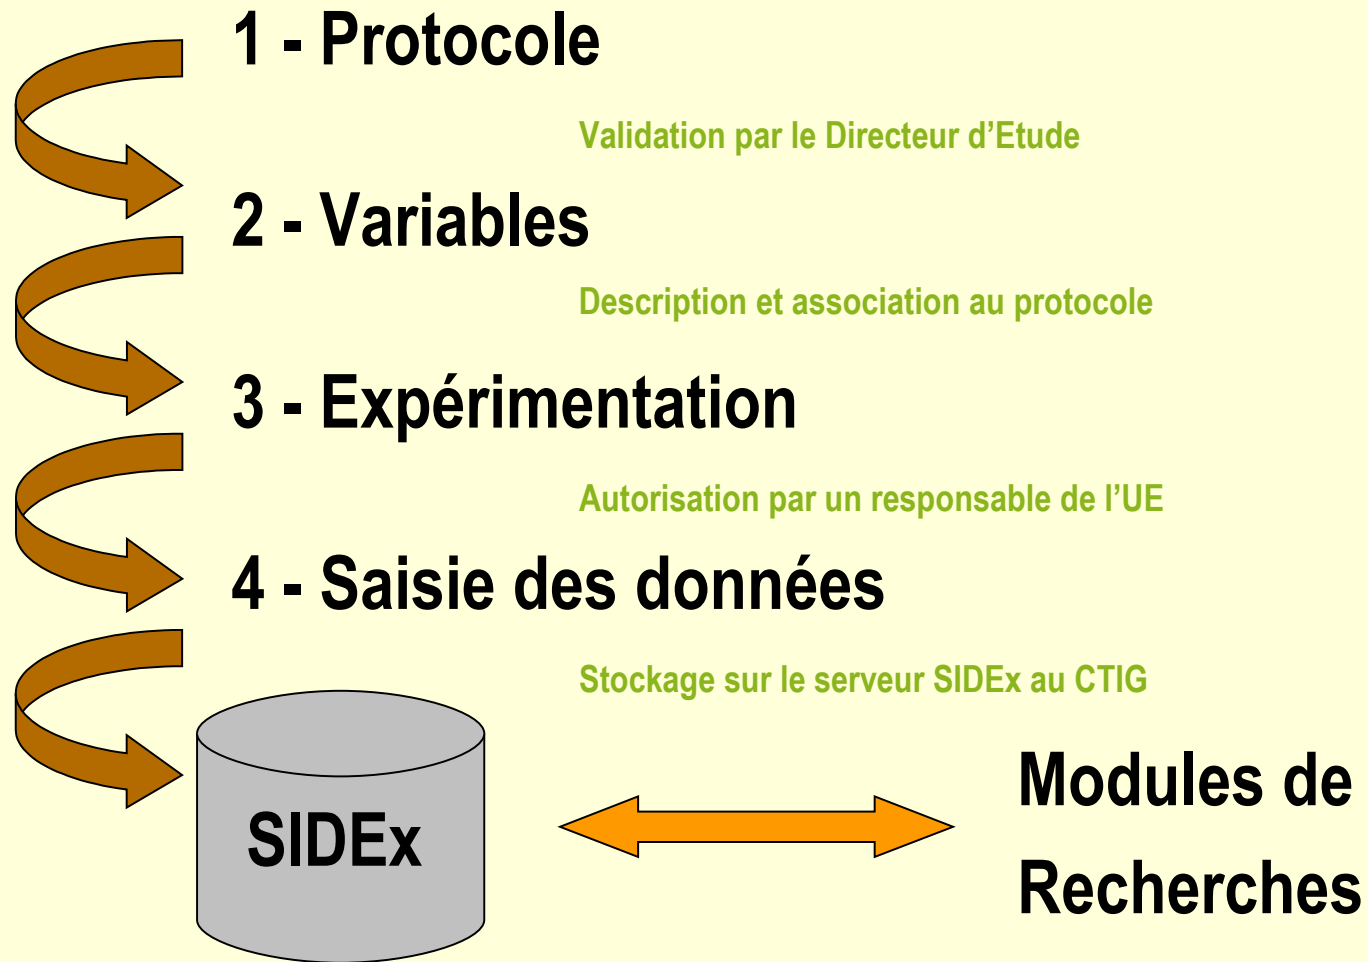 1 - Protocole
Validation par le Directeur d’Etude
2 - Variables
Description et association au protocole
3 - Expérimentation
Autorisation par un responsable de l’UE
4 - Saisie des données
Stockage sur le serveur SIDEx au CTIG
SIDEx
Modules de
Recherches